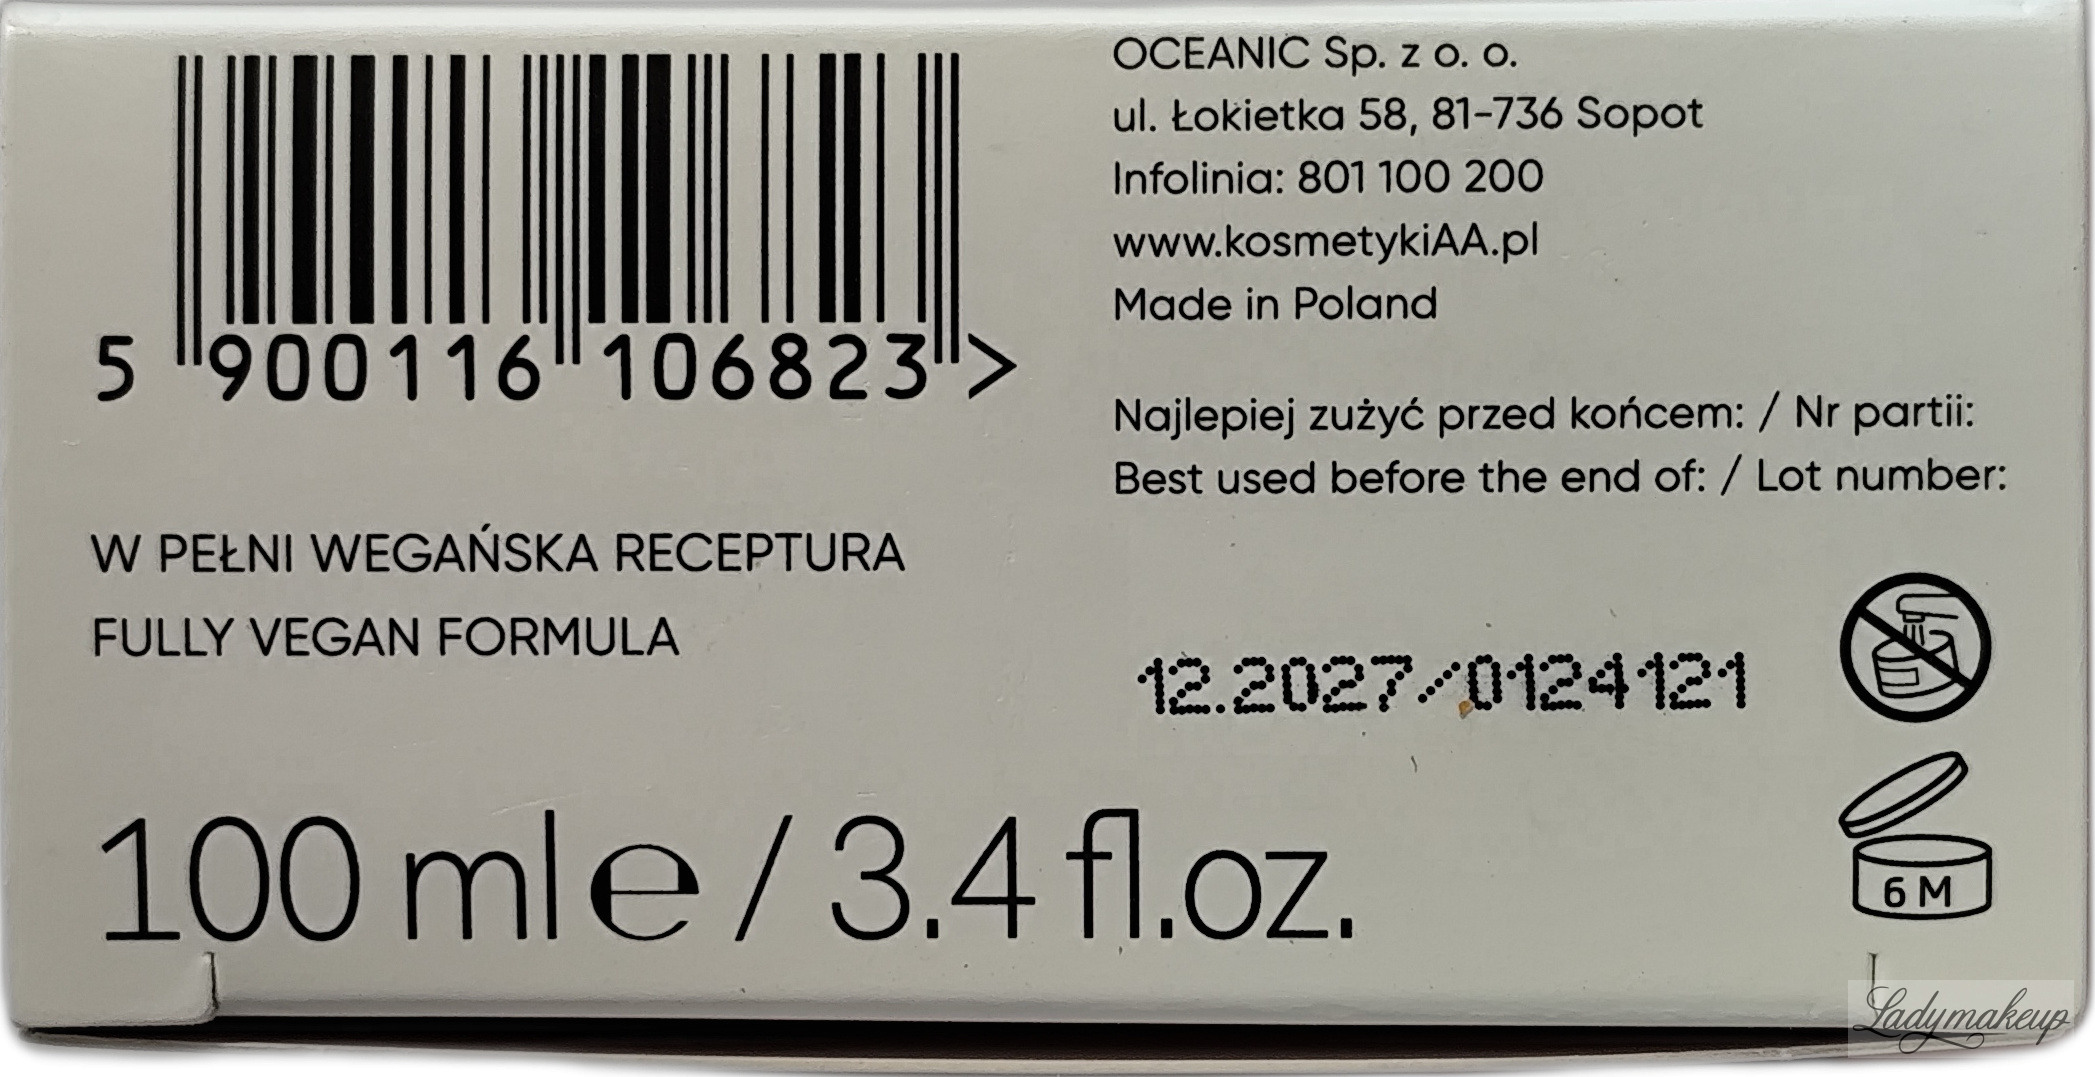 5 900116 106823 >
W PEŁNI WEGAŃSKA RECEPTURA
FULLY VEGAN FORMULA
OCEANIC Sp. z o. o.
ul. Łokietka 58, 81-736 Sopot
Infolinia: 801 100 200
www.kosmetykiAA.pl
Made in Poland
Najlepiej zużyć przed końcem: / Nr partii:
Best used before the end of: / Lot number:
12.2027/0124121
100 ml e / 3.4 fl.oz.
6 M
Ladymakeup